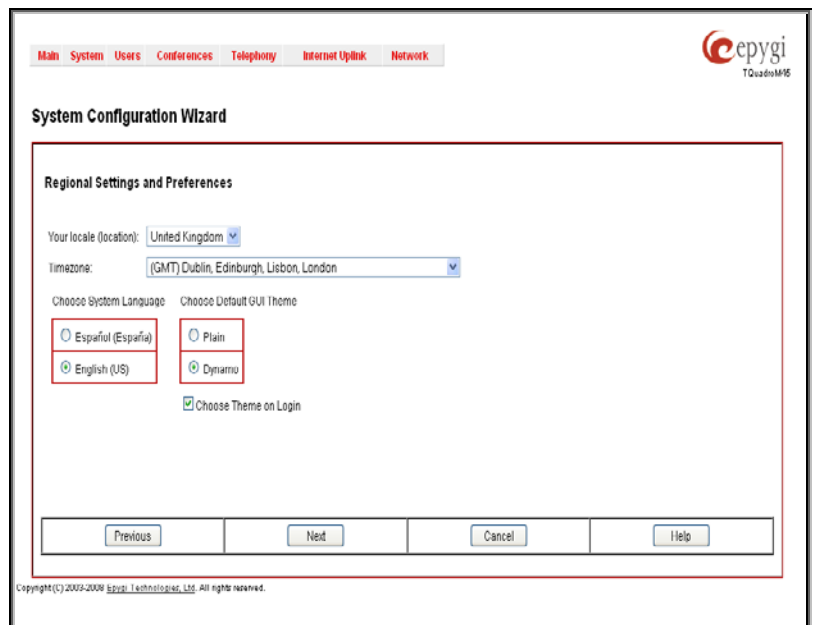 Main System Users Conferences Telephony Internet Uplink Network
epygi
TQuadroM-95
System Configuration Wizard
Regional Settings and Preferences
Your locale (location): United Kingdom
Timezone: (GMT) Dublin, Edinburgh, Lisbon, London
Choose System Language Choose Default GUI Theme
Español (España) Plain
English (US) Dynamo
Choose Theme on Login
Previous Next Cancel Help
Copyright (C) 2003-2008 Epygi Technologies, Ltd. All rights reserved.